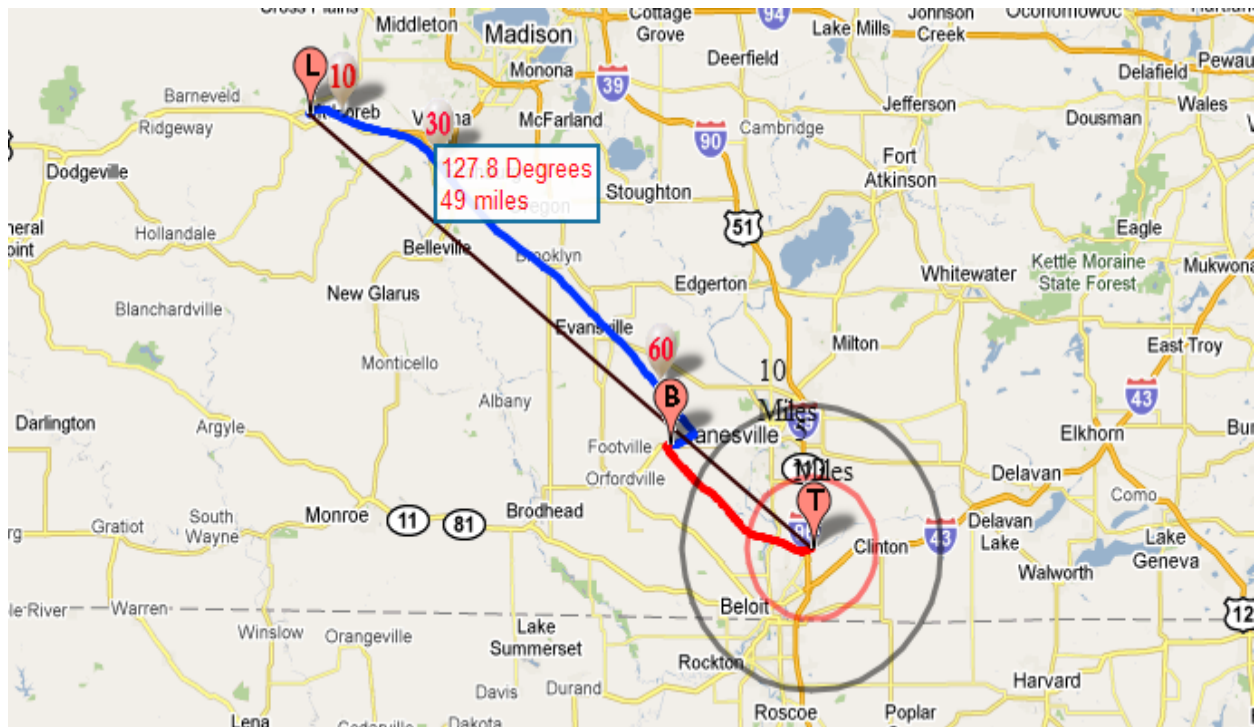 Cross Plains
Middleton
Madison
Cottage
Grove
94
Lake Mills
Johnson
Creek
Oconomowoc
Monona
Deerfield
39
Delafield
Pewau
L
10
Barneveld
Ridgeway
30
McFarland
90
Cambridge
Jefferson
Dousman
Wales
Dodgeville
127.8 Degrees
49 miles
Stoughton
Fort
Atkinson
51
Eagle
Hollandale
Belleville
Brooklyn
Edgerton
Whitewater
Kettle Moraine
State Forest
Mukwona
New Glarus
Blanchardville
Evansville
60
Milton
East Troy
Monticello
10
Miles
B
43
Albany
Darlington
Argyle
Footville
Janesville
5
Miles
Elkhorn
Orfordville
T
Delavan
Como
Gratiot
South
Wayne
Monroe
11
81
Brodhead
Clinton
43
Delavan
Lake
Lake
Geneva
Walworth
Warren
Beloit
12
Winslow
Orangeville
Lake
Summerset
Rockton
Harvard
Davis
Durand
Roscoe
Poplar
Lena
Cedarville
Dakota